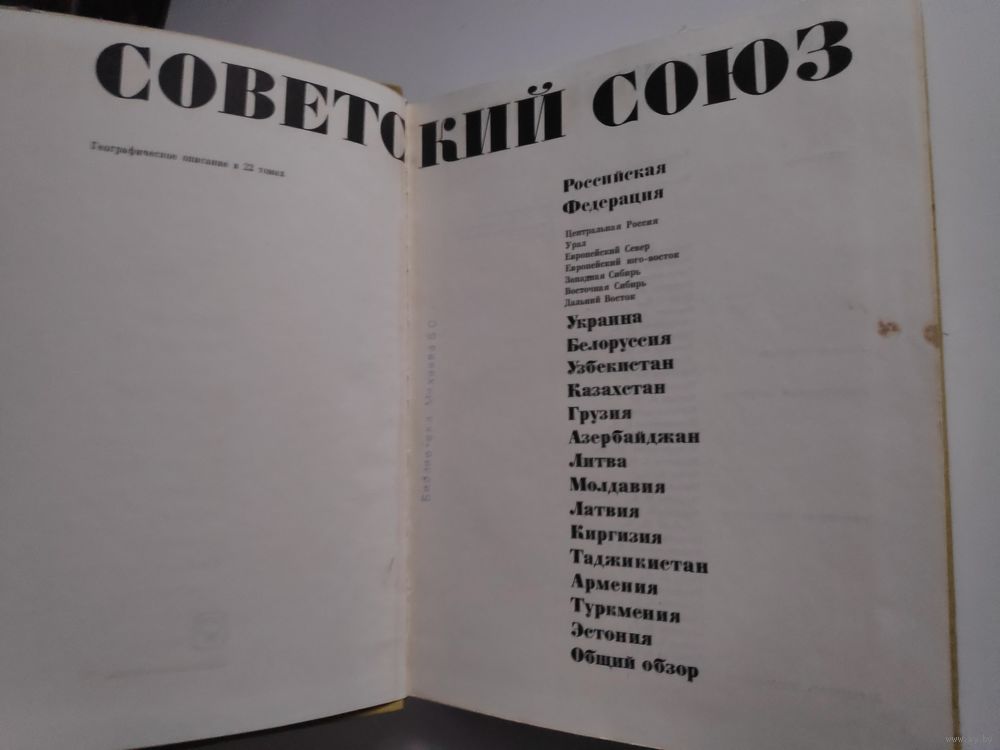 СОВЕТСКИЙ СОЮЗ
Географическое описание в 22 томах
Российская
Федерация
Центральная Россия
Урал
Европейский Север
Европейский юго-восток
Западная Сибирь
Восточная Сибирь
Дальний Восток
Украина
Белоруссия
Узбекистан
Казахстан
Грузия
Азербайджан
Литва
Молдавия
Латвия
Киргизия
Таджикистан
Армения
Туркмения
Эстония
Общий обзор
Библиотека